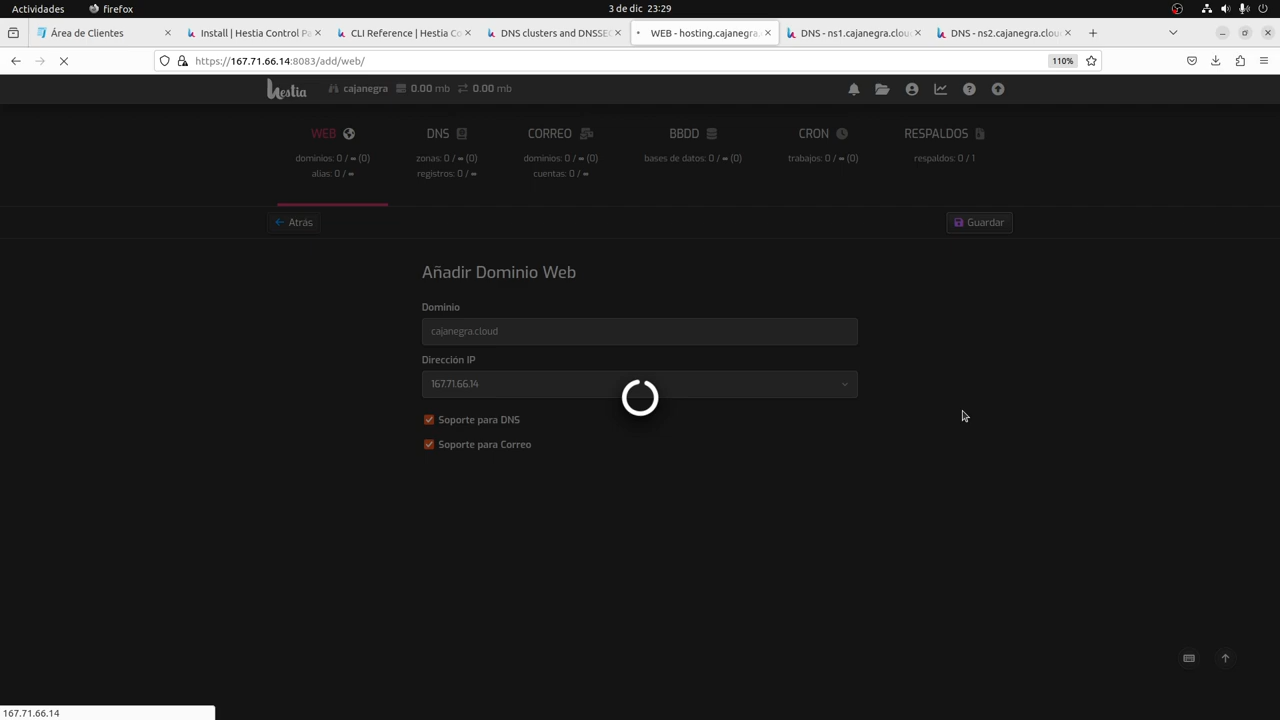 Actividades
firefox
3 de dic 23:29
Área de Clientes
Install | Hestia Control Pa
CLI Reference | Hestia Co
DNS clusters and DNSSEC
WEB - hosting.cajanegra.
DNS - ns1.cajanegra.clou
DNS - ns2.cajanegra.clou
https://167.71.66.14:8083/add/web/
110%
hestia
cajanegra
0.00 mb
0.00 mb
WEB
dominios: 0 / ∞ (0)
alias: 0 / ∞
DNS
zonas: 0 / ∞ (0)
registros: 0 / ∞
CORREO
dominios: 0 / ∞ (0)
cuentas: 0 / ∞
BBDD
bases de datos: 0 / ∞ (0)
CRON
trabajos: 0 / ∞ (0)
RESPALDOS
respaldos: 0 / 1
Atrás
Guardar
Añadir Dominio Web
Dominio
cajanegra.cloud
Dirección IP
167.71.66.14
Soporte para DNS
Soporte para Correo
167.71.66.14